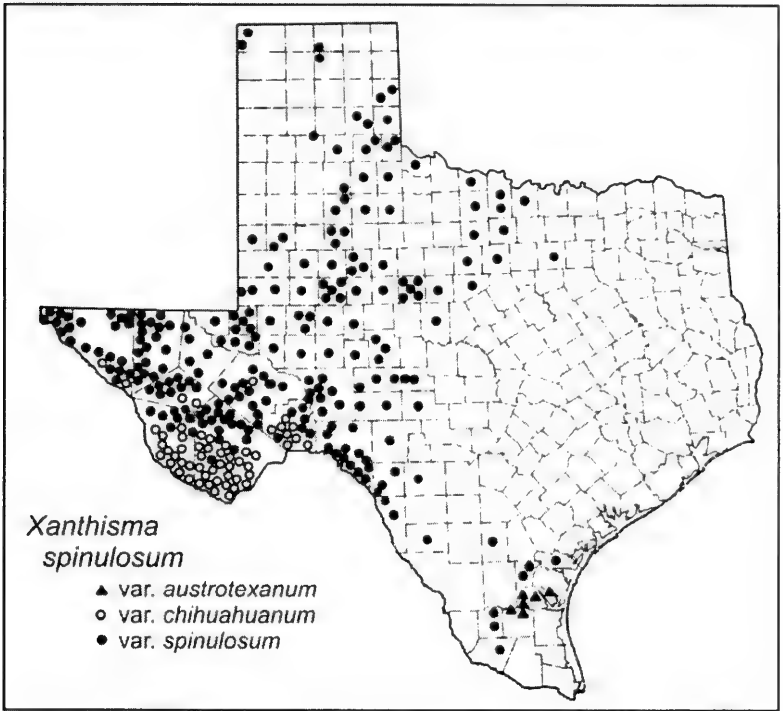 Xanthisma
spinulosum
▲ var. austrotexanum
○ var. chihuahuanum
● var. spinulosum